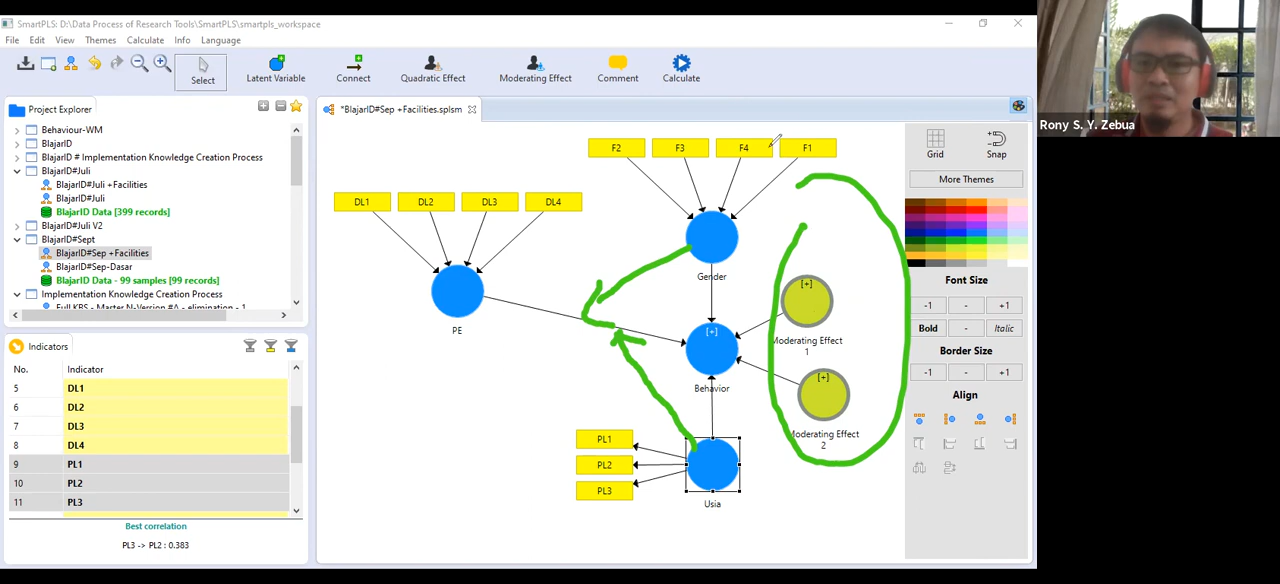 SmartPLS: D:\Data Process of Research Tools\SmartPLS\smartpls_workspace
File Edit View Themes Calculate Info Language
Select
Latent Variable
Connect
Quadratic Effect
Moderating Effect
Comment
Calculate
Project Explorer
Behaviour-WM
BlajarID
BlajarID # Implementation Knowledge Creation Process
BlajarID#Juli
BlajarID#Juli +Facilities
BlajarID#Juli
BlajarID Data [399 records]
BlajarID#Juli V2
BlajarID#Sept
BlajarID#Sep +Facilities
BlajarID#Sep-Dasar
BlajarID Data - 99 samples [99 records]
Implementation Knowledge Creation Process
Indicators
No. Indicator
5 DL1
6 DL2
7 DL3
8 DL4
9 PL1
10 PL2
11 PL3
Best correlation
PL3 -> PL2 : 0.383
*BlajarID#Sep +Facilities.splsm
F2 F3 F4 F1
DL1 DL2 DL3 DL4
Gender
PE
[+]
Moderating Effect
1
[+]
Behavior
[+]
Moderating Effect
2
PL1
PL2
PL3
Usia
Grid
Snap
More Themes
Font Size
-1 - +1
Bold - Italic
Border Size
-1 - +1
Align
Rony S. Y. Zebua